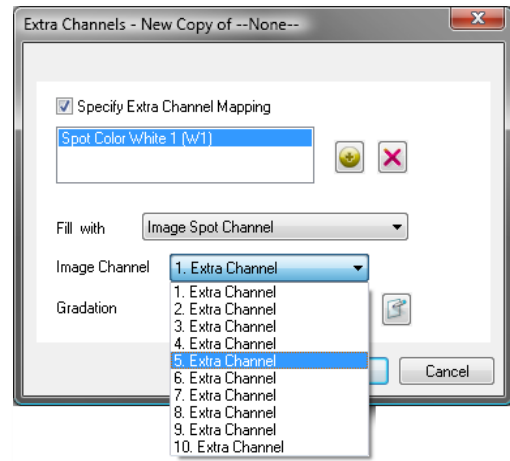 Extra Channels - New Copy of --None--
Specify Extra Channel Mapping
Spot Color White 1 (W1)
Fill with
Image Spot Channel
Image Channel
1. Extra Channel
Gradation
1. Extra Channel
2. Extra Channel
3. Extra Channel
4. Extra Channel
5. Extra Channel
6. Extra Channel
7. Extra Channel
8. Extra Channel
9. Extra Channel
10. Extra Channel
Cancel